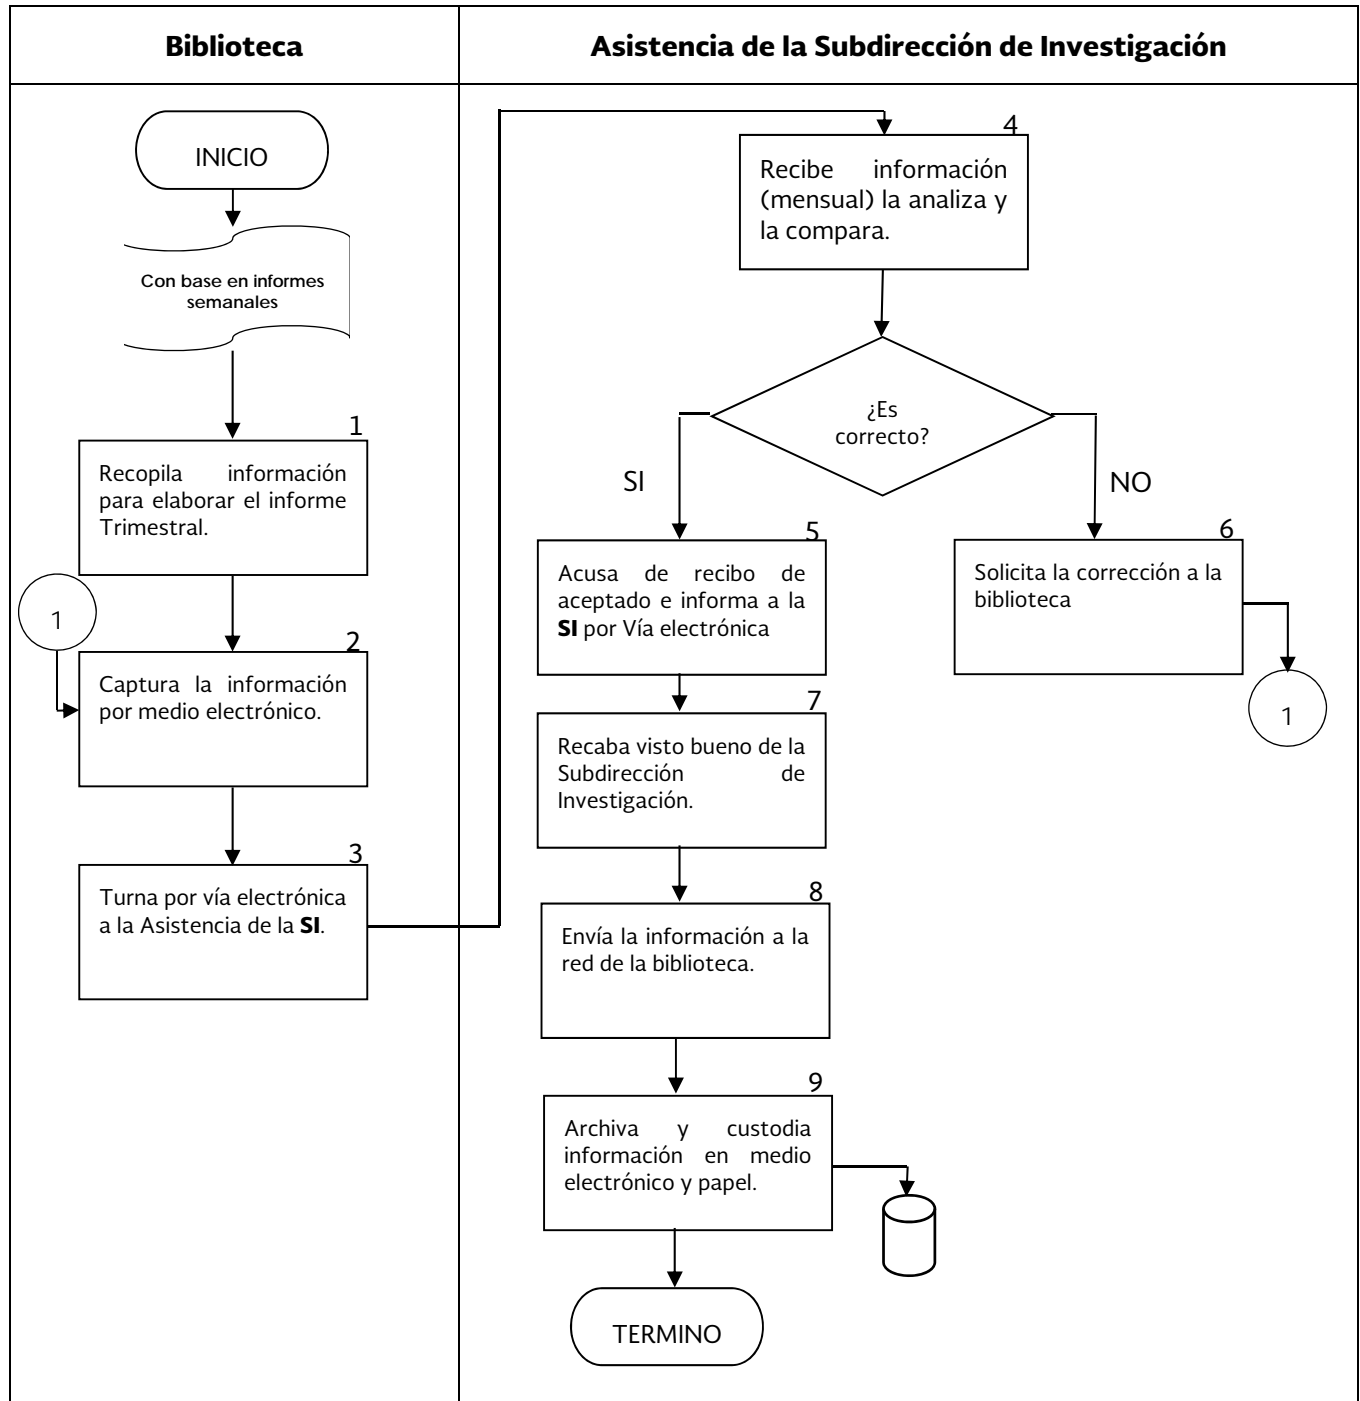 Biblioteca
Asistencia de la Subdirección de Investigación
INICIO
Con base en informes
semanales
1
Recopila información
para elaborar el informe
Trimestral.
1
2
Captura la información
por medio electrónico.
3
Turna por vía electrónica
a la Asistencia de la SI.
4
Recibe información
(mensual) la analiza y
la compara.
¿Es
correcto?
SI
NO
5
Acusa de recibo de
aceptado e informa a la
SI por Vía electrónica
6
Solicita la corrección a la
biblioteca
1
7
Recaba visto bueno de la
Subdirección de
Investigación.
8
Envía la información a la
red de la biblioteca.
9
Archiva y custodia
información en medio
electrónico y papel.
TERMINO